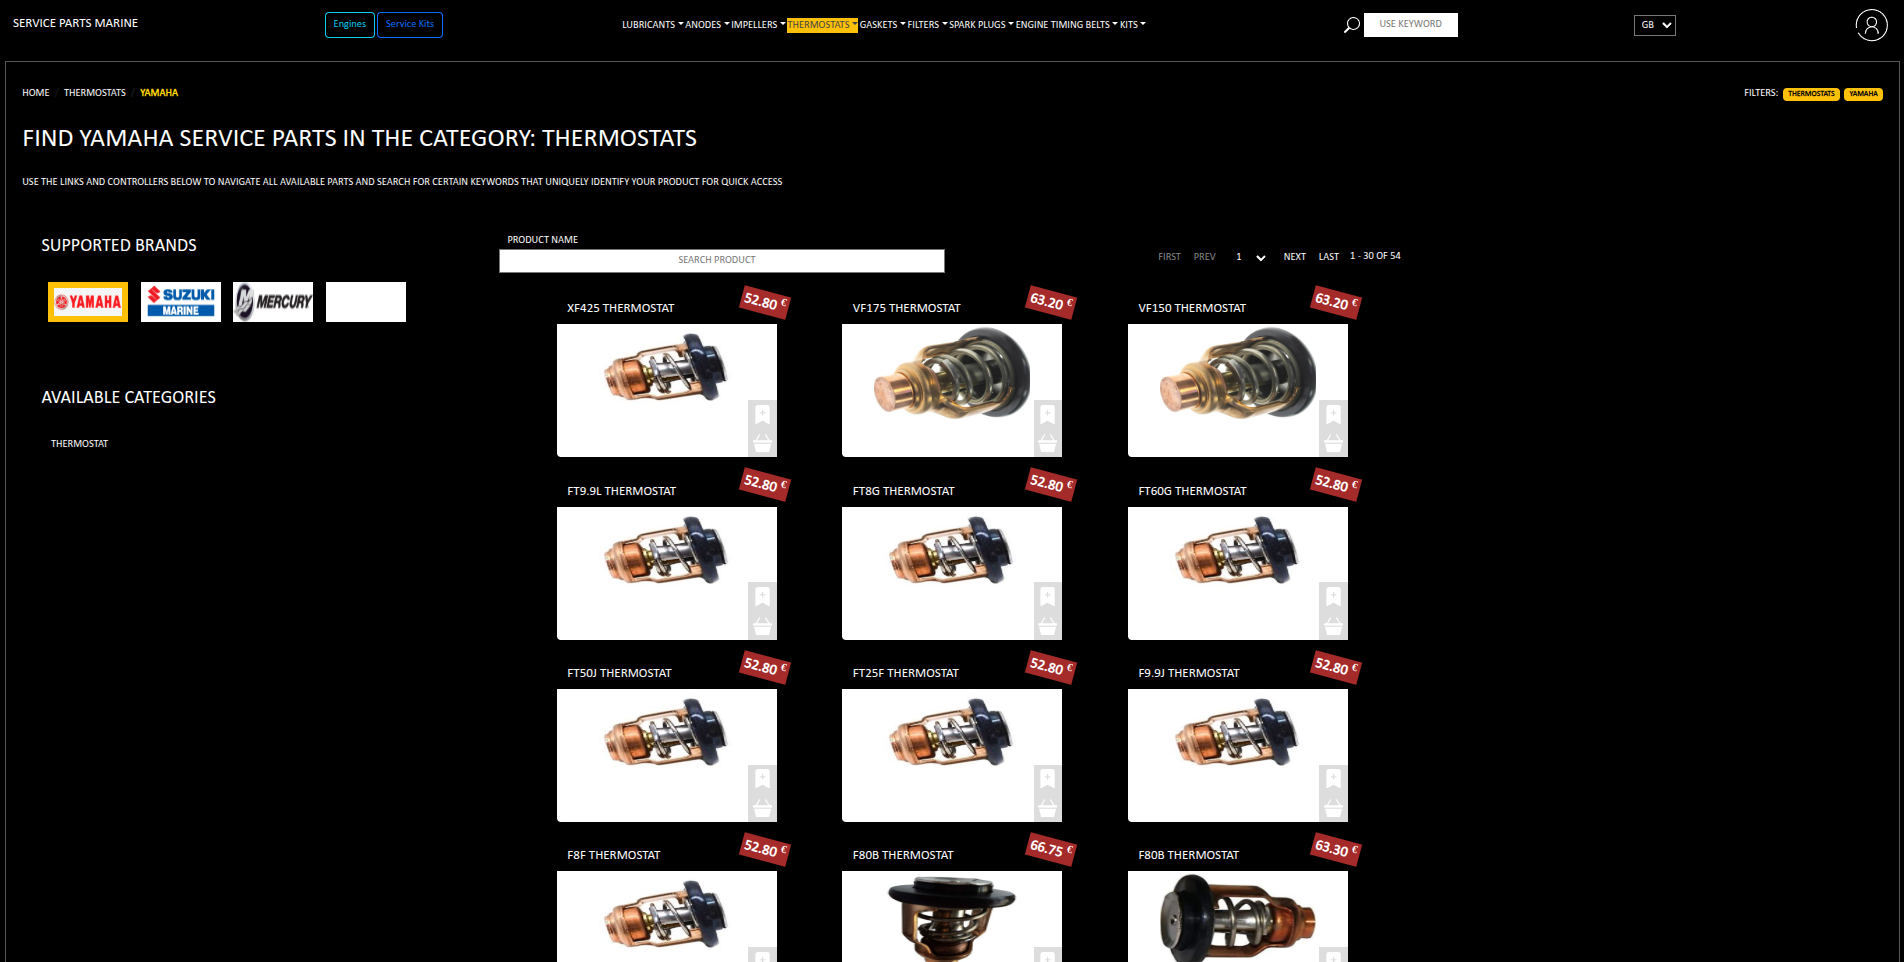 SERVICE PARTS MARINE
Engines
Service Kits
LUBRICANTS
ANODES
IMPELLERS
THERMOSTATS
GASKETS
FILTERS
SPARK PLUGS
ENGINE TIMING BELTS
KITS
USE KEYWORD
GB
HOME / THERMOSTATS / YAMAHA
FILTERS: THERMOSTATS YAMAHA
FIND YAMAHA SERVICE PARTS IN THE CATEGORY: THERMOSTATS
USE THE LINKS AND CONTROLLERS BELOW TO NAVIGATE ALL AVAILABLE PARTS AND SEARCH FOR CERTAIN KEYWORDS THAT UNIQUELY IDENTIFY YOUR PRODUCT FOR QUICK ACCESS
SUPPORTED BRANDS
YAMAHA
SUZUKI
MARINE
MERCURY
AVAILABLE CATEGORIES
THERMOSTAT
PRODUCT NAME
SEARCH PRODUCT
FIRST PREV 1 NEXT LAST 1 - 30 OF 54
XF425 THERMOSTAT
52.80 €
VF175 THERMOSTAT
63.20 €
VF150 THERMOSTAT
63.20 €
FT9.9L THERMOSTAT
52.80 €
FT8G THERMOSTAT
52.80 €
FT60G THERMOSTAT
52.80 €
FT50J THERMOSTAT
52.80 €
FT25F THERMOSTAT
52.80 €
F9.9J THERMOSTAT
52.80 €
F8F THERMOSTAT
52.80 €
F80B THERMOSTAT
66.75 €
F80B THERMOSTAT
63.30 €